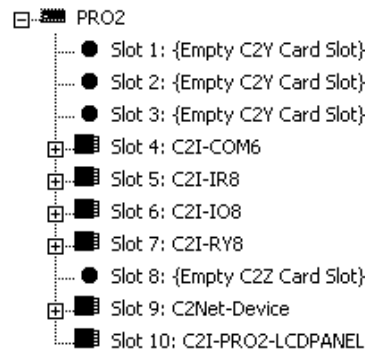 PRO2
Slot 1: {Empty C2Y Card Slot}
Slot 2: {Empty C2Y Card Slot}
Slot 3: {Empty C2Y Card Slot}
Slot 4: C2I-COM6
Slot 5: C2I-IR8
Slot 6: C2I-IO8
Slot 7: C2I-RY8
Slot 8: {Empty C2Z Card Slot}
Slot 9: C2Net-Device
Slot 10: C2I-PRO2-LCDPANEL